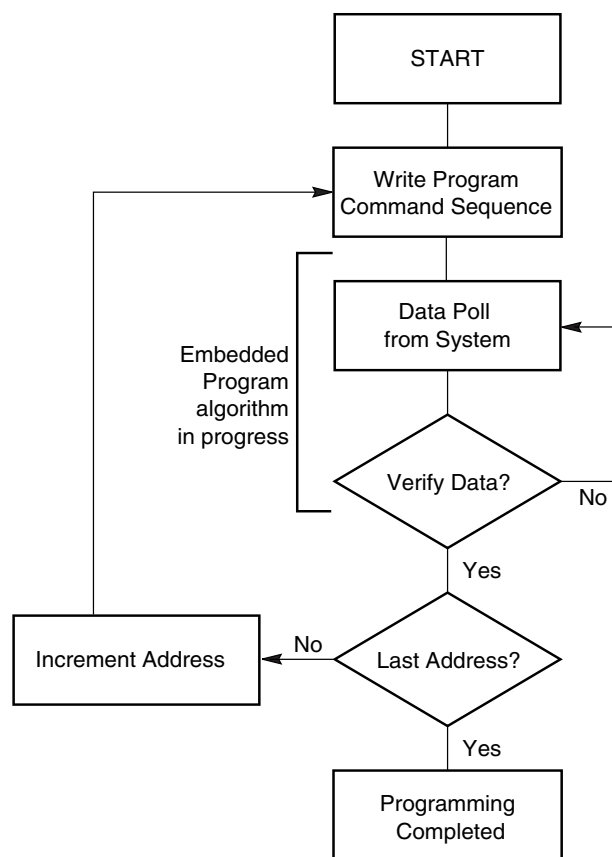 START
Write Program
Command Sequence
Data Poll
from System
Embedded
Program
algorithm
in progress
Verify Data?
No
Yes
Increment Address
No
Last Address?
Yes
Programming
Completed